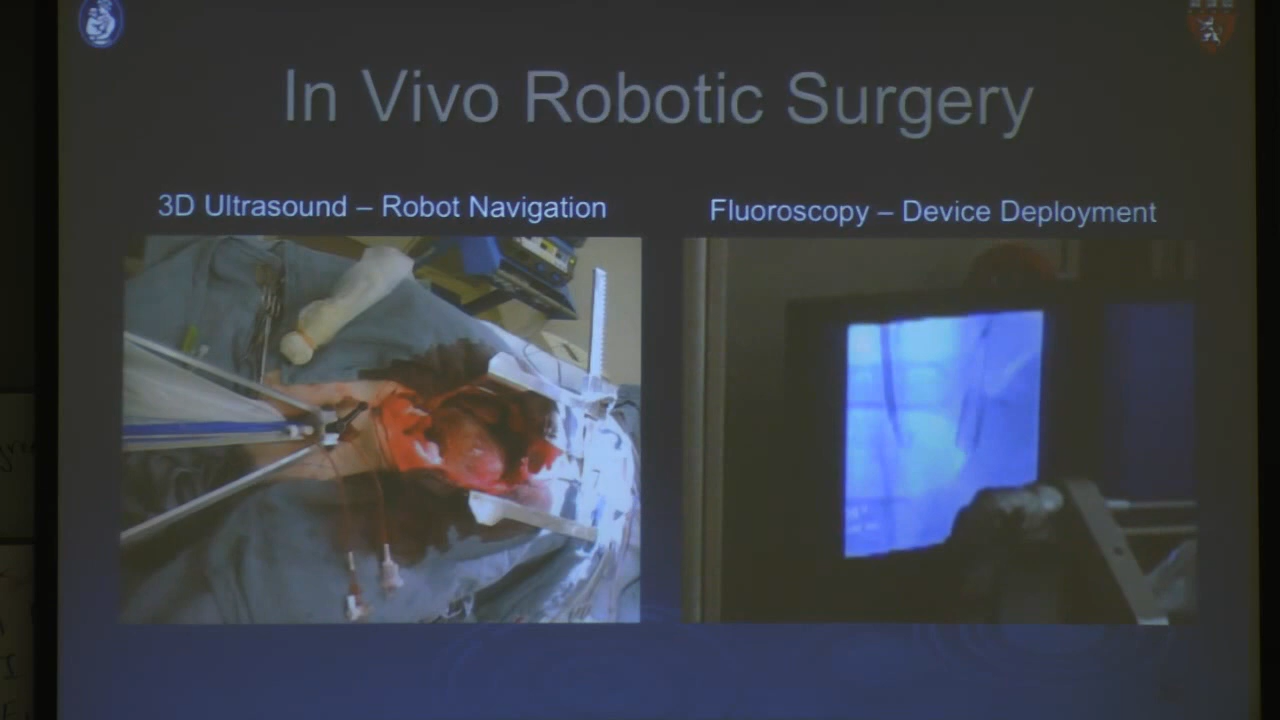 In Vivo Robotic Surgery
3D Ultrasound – Robot Navigation
Fluoroscopy – Device Deployment